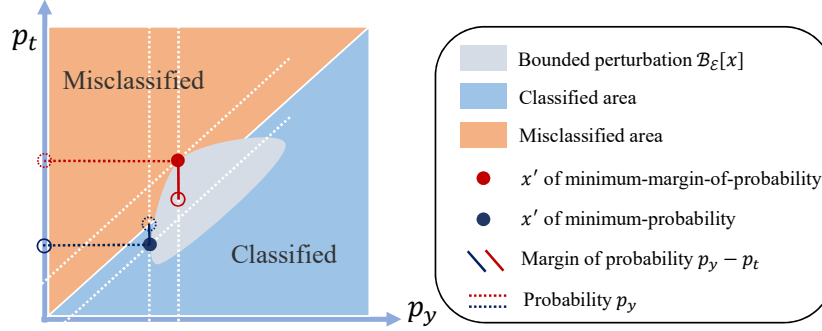 p_t
Misclassified
Classified
p_y
Bounded perturbation 𝓑_ℰ[x]
Classified area
Misclassified area
x′ of minimum-margin-of-probability
x′ of minimum-probability
Margin of probability p_y − p_t
Probability p_y